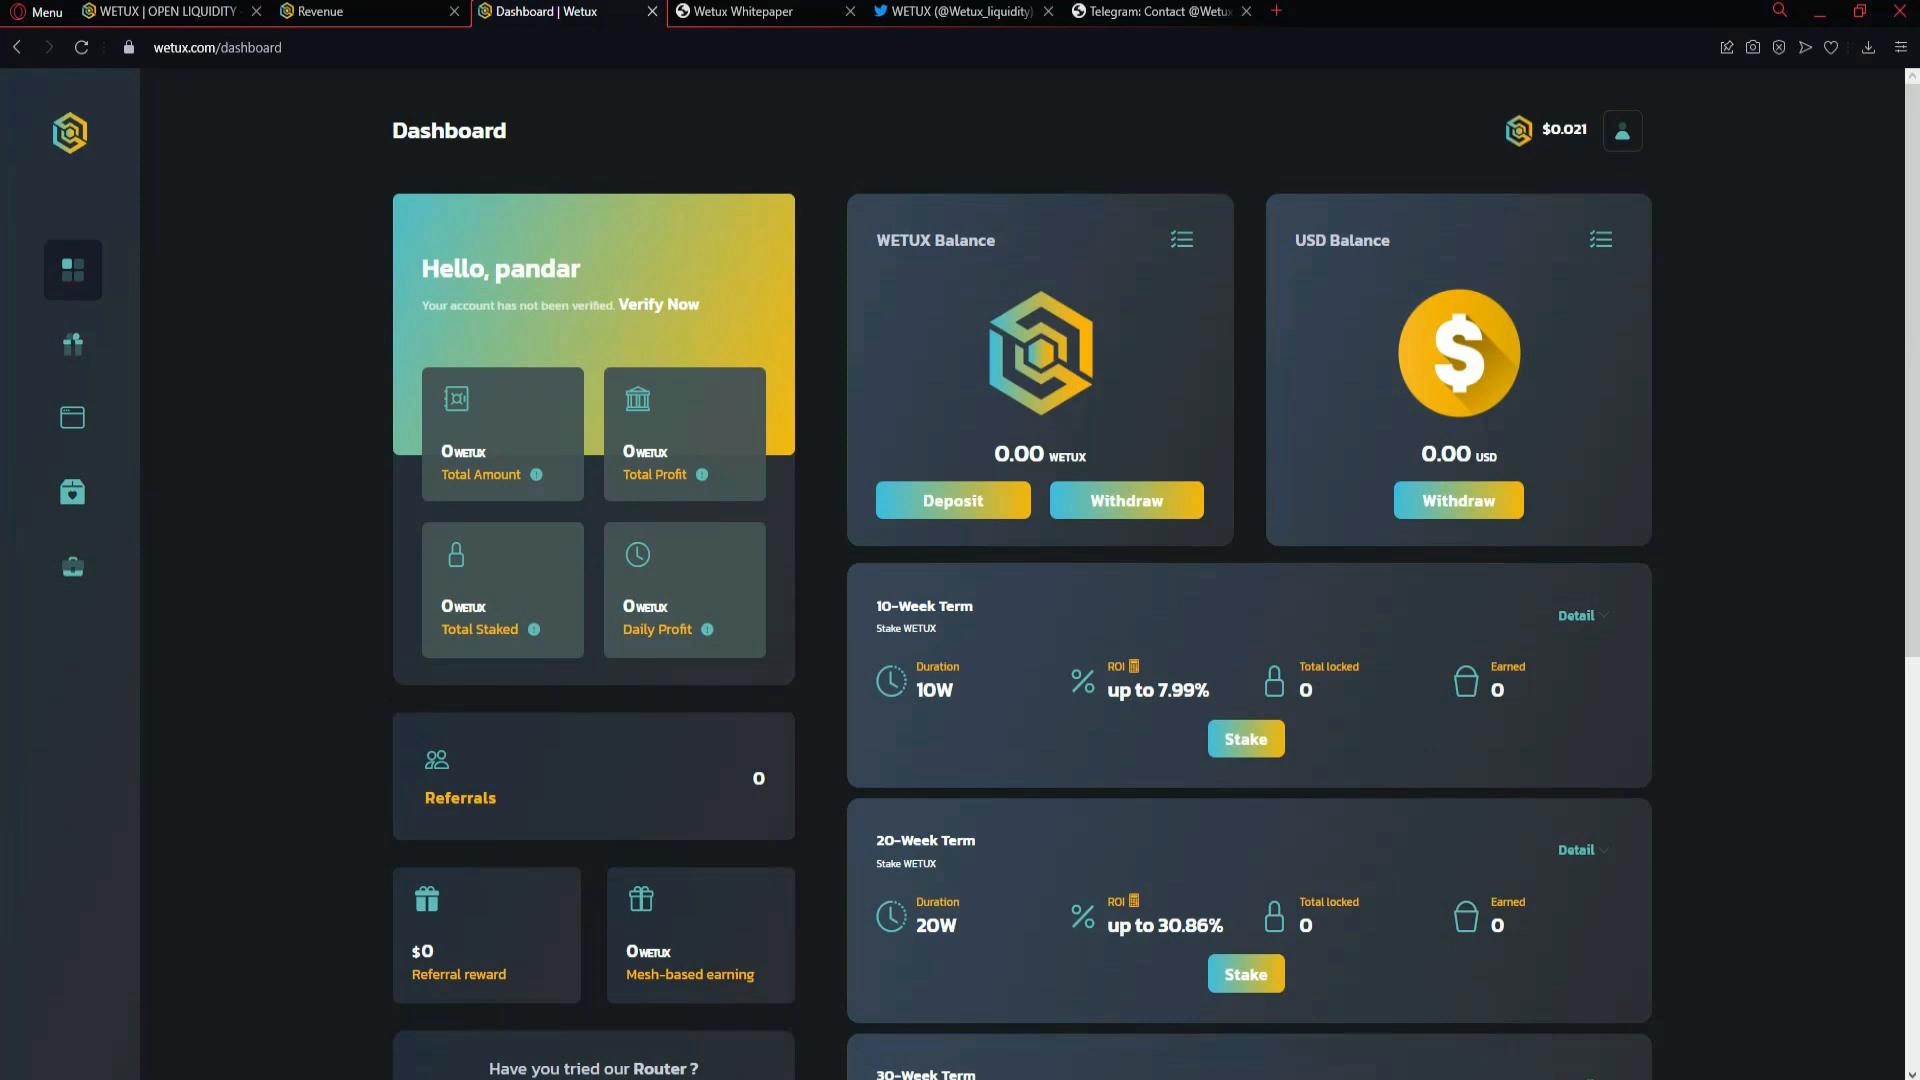 Menu
WETUX | OPEN LIQUIDITY
Revenue
Dashboard | Wetux
Wetux Whitepaper
WETUX (@Wetux_liquidity)
Telegram: Contact @Wetux
wetux.com/dashboard
Dashboard
$0.021
Hello, pandar
Your account has not been verified. Verify Now
0 WETUX
Total Amount
0 WETUX
Total Profit
0 WETUX
Total Staked
0 WETUX
Daily Profit
Referrals
0
$0
Referral reward
0 WETUX
Mesh-based earning
Have you tried our Router ?
WETUX Balance
0.00 WETUX
Deposit
Withdraw
USD Balance
$
0.00 USD
Withdraw
10-Week Term
Stake WETUX
Detail
Duration
10W
ROI
up to 7.99%
Total locked
0
Earned
0
Stake
20-Week Term
Stake WETUX
Detail
Duration
20W
ROI
up to 30.86%
Total locked
0
Earned
0
Stake
30-Week Term